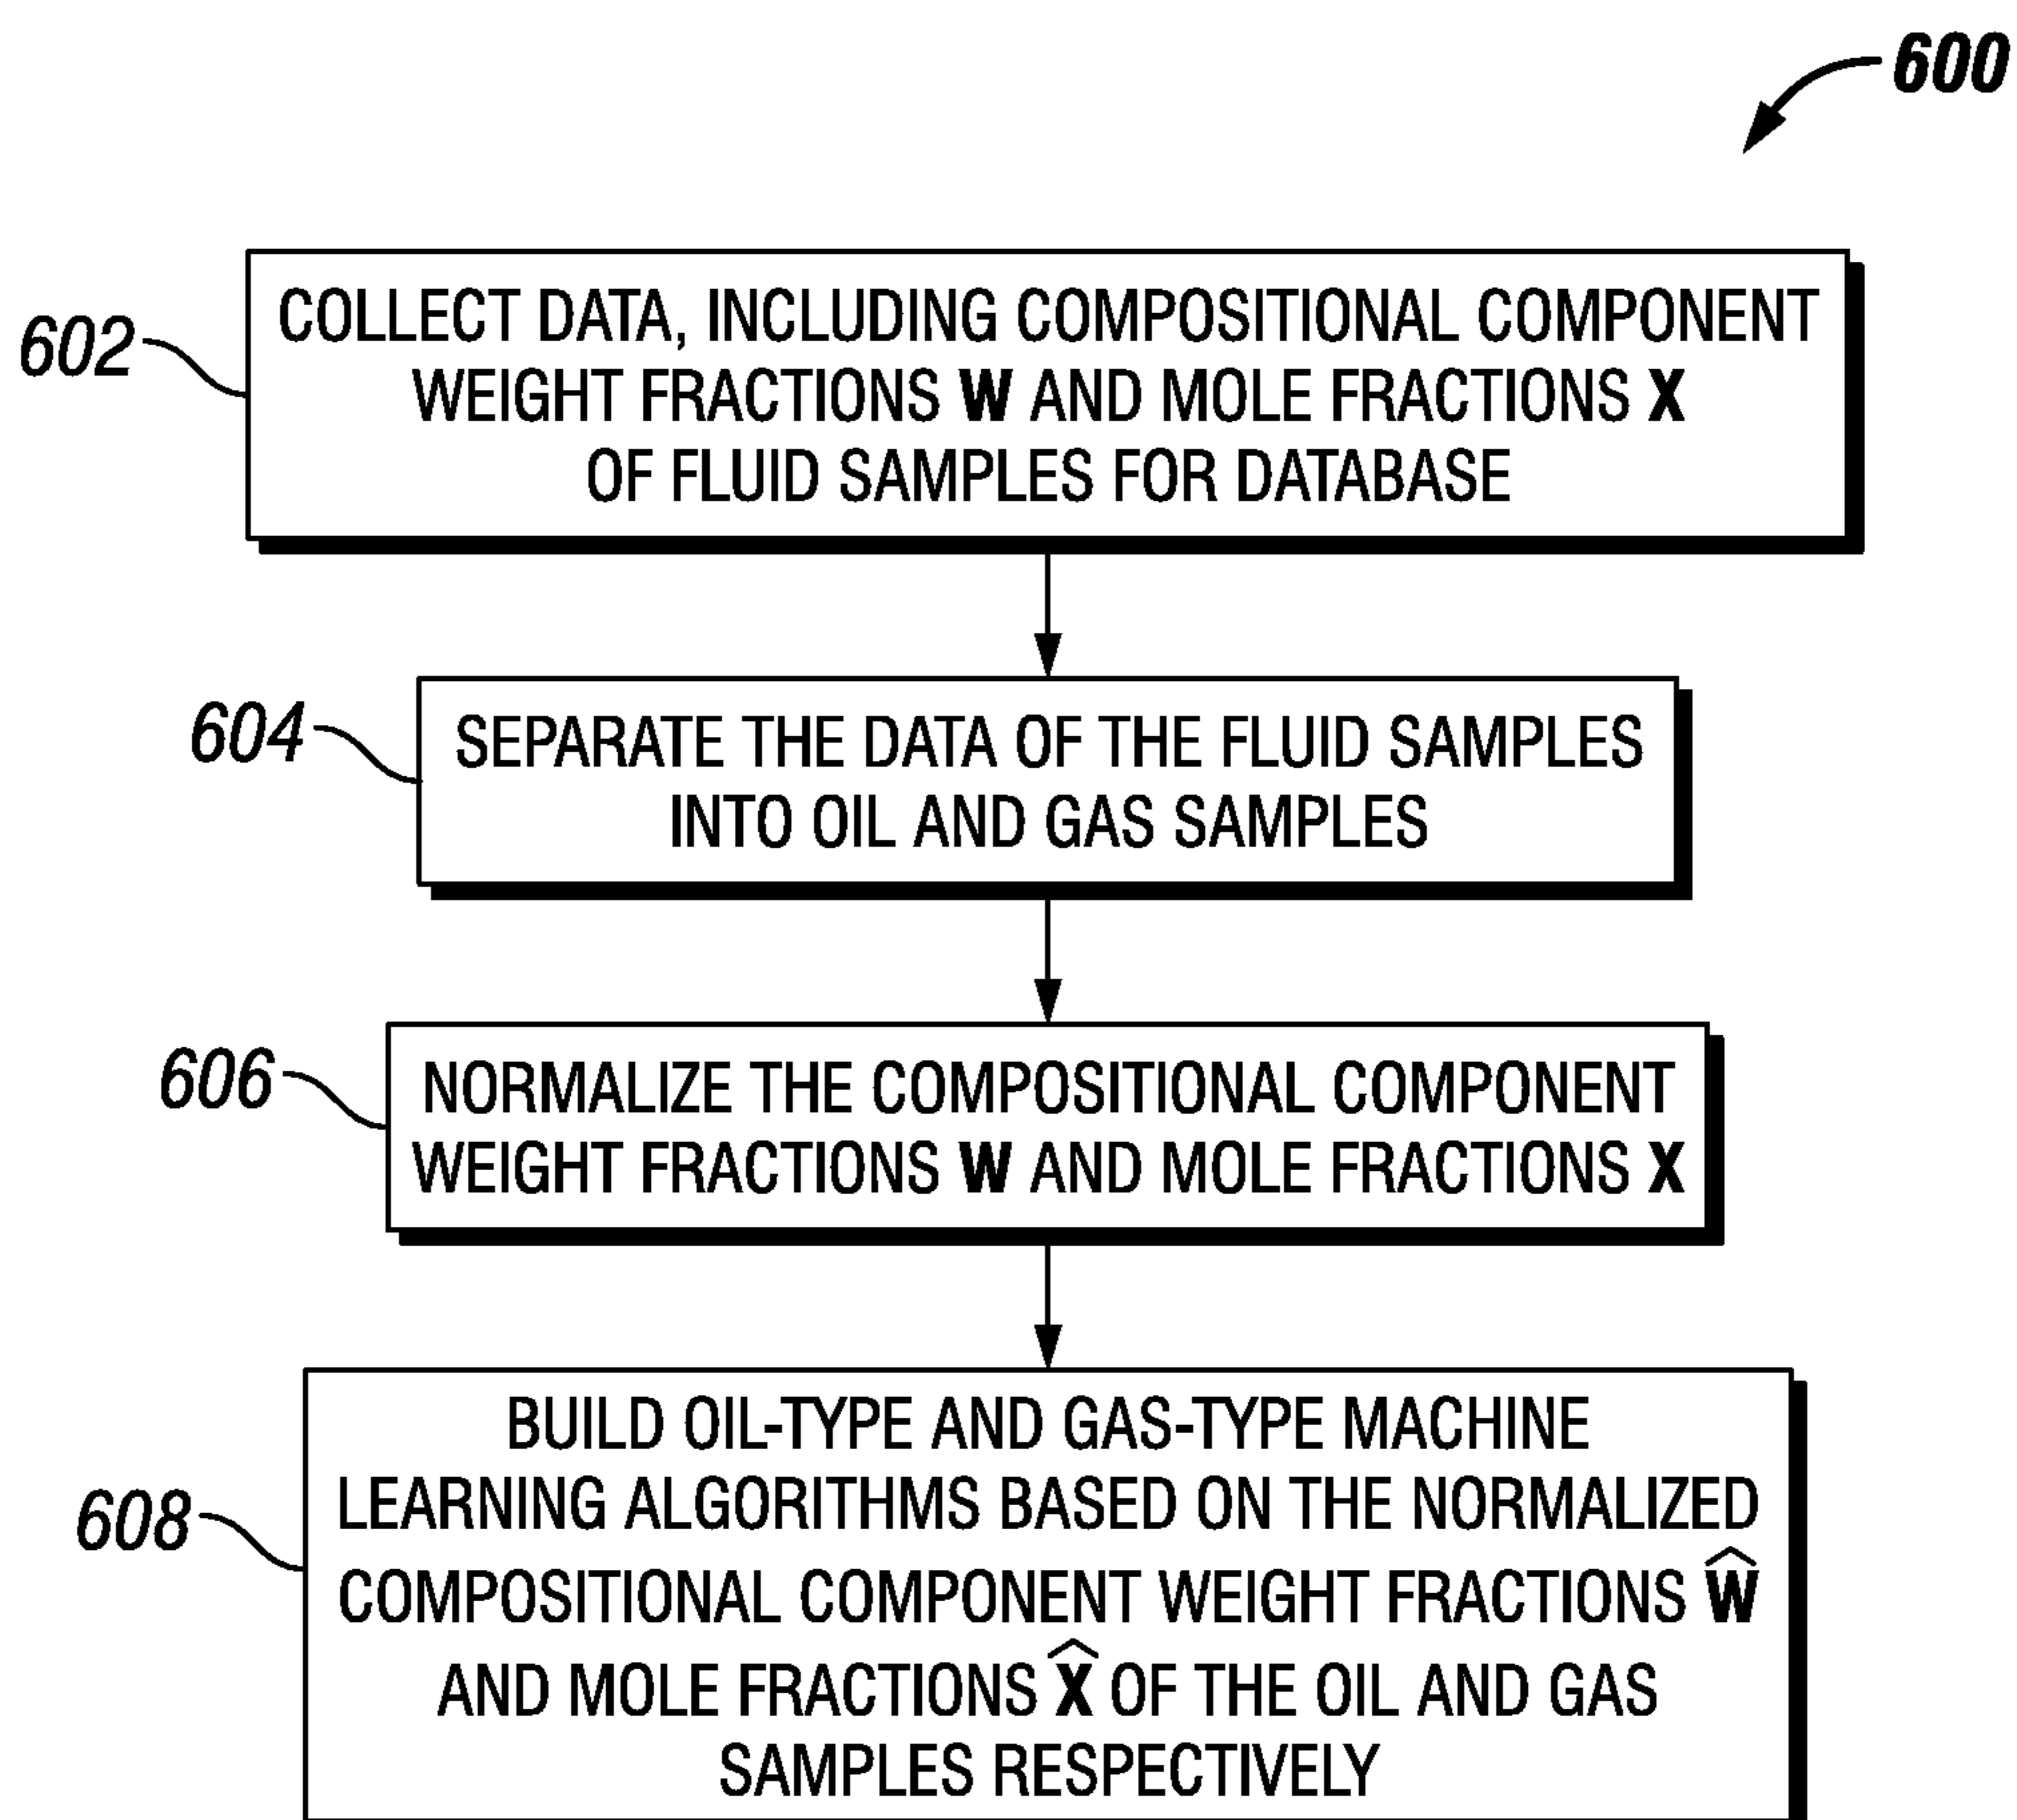 600
602
COLLECT DATA, INCLUDING COMPOSITIONAL COMPONENT
WEIGHT FRACTIONS W AND MOLE FRACTIONS X
OF FLUID SAMPLES FOR DATABASE
604
SEPARATE THE DATA OF THE FLUID SAMPLES
INTO OIL AND GAS SAMPLES
606
NORMALIZE THE COMPOSITIONAL COMPONENT
WEIGHT FRACTIONS W AND MOLE FRACTIONS X
608
BUILD OIL-TYPE AND GAS-TYPE MACHINE
LEARNING ALGORITHMS BASED ON THE NORMALIZED
COMPOSITIONAL COMPONENT WEIGHT FRACTIONS Ŵ
AND MOLE FRACTIONS X̂ OF THE OIL AND GAS
SAMPLES RESPECTIVELY